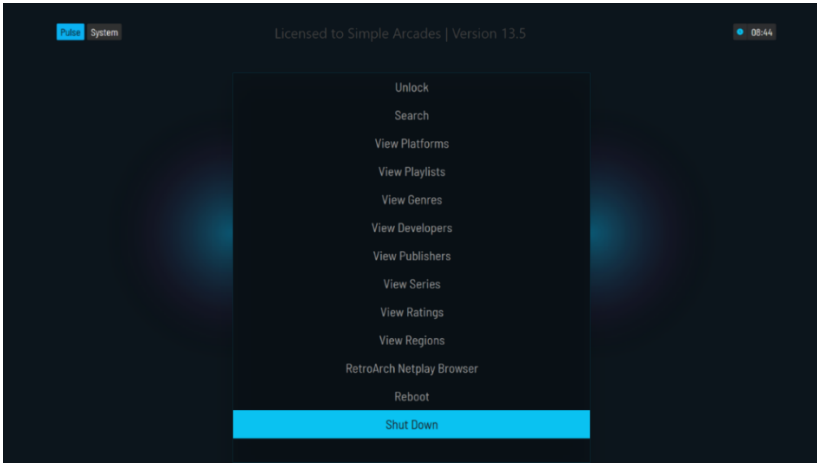 Pulse System
Licensed to Simple Arcades | Version 13.5
08:44
Unlock
Search
View Platforms
View Playlists
View Genres
View Developers
View Publishers
View Series
View Ratings
View Regions
RetroArch Netplay Browser
Reboot
Shut Down